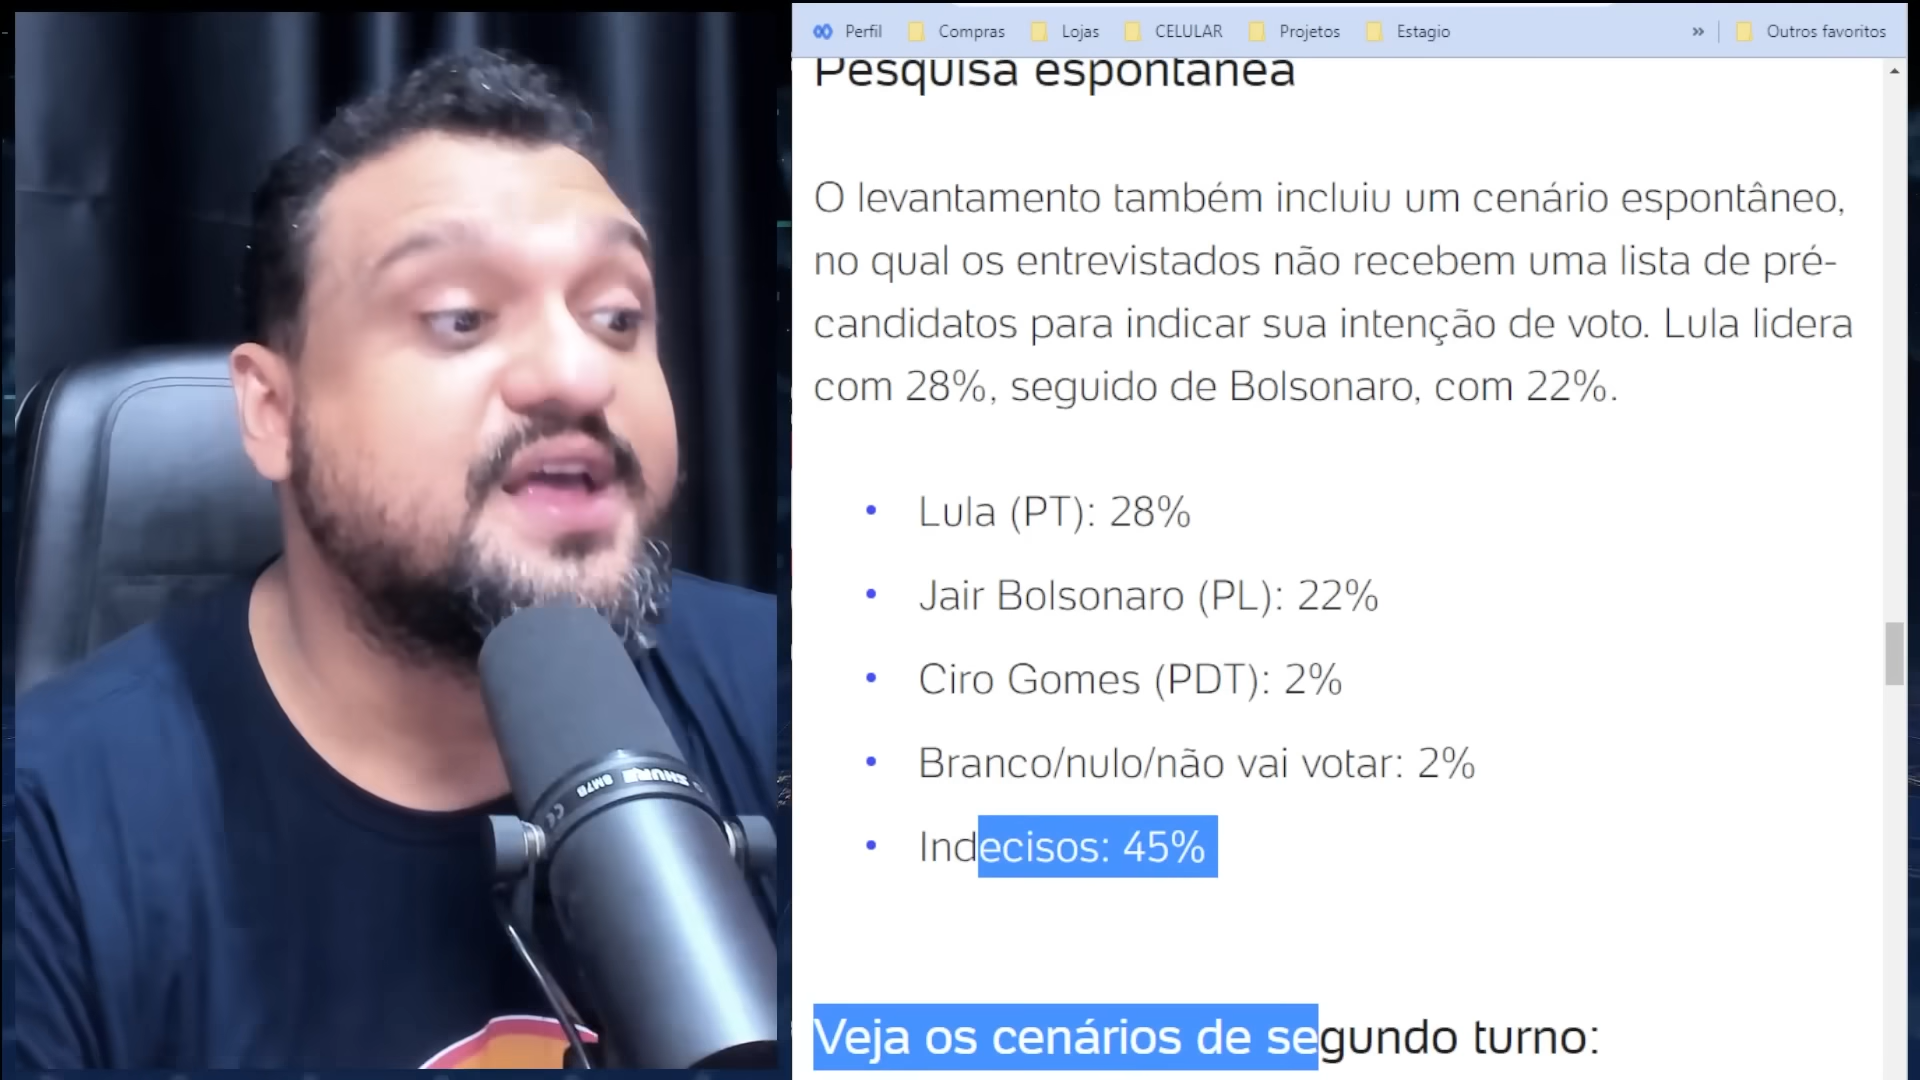 Perfil Compras Lojas CELULAR Projetos Estagio » Outros favoritos
Pesquisa espontânea
O levantamento também incluiu um cenário espontâneo,
no qual os entrevistados não recebem uma lista de pré-
candidatos para indicar sua intenção de voto. Lula lidera
com 28%, seguido de Bolsonaro, com 22%.
• Lula (PT): 28%
• Jair Bolsonaro (PL): 22%
• Ciro Gomes (PDT): 2%
• Branco/nulo/não vai votar: 2%
• Indecisos: 45%
Veja os cenários de segundo turno:
SHURE SM7B CE